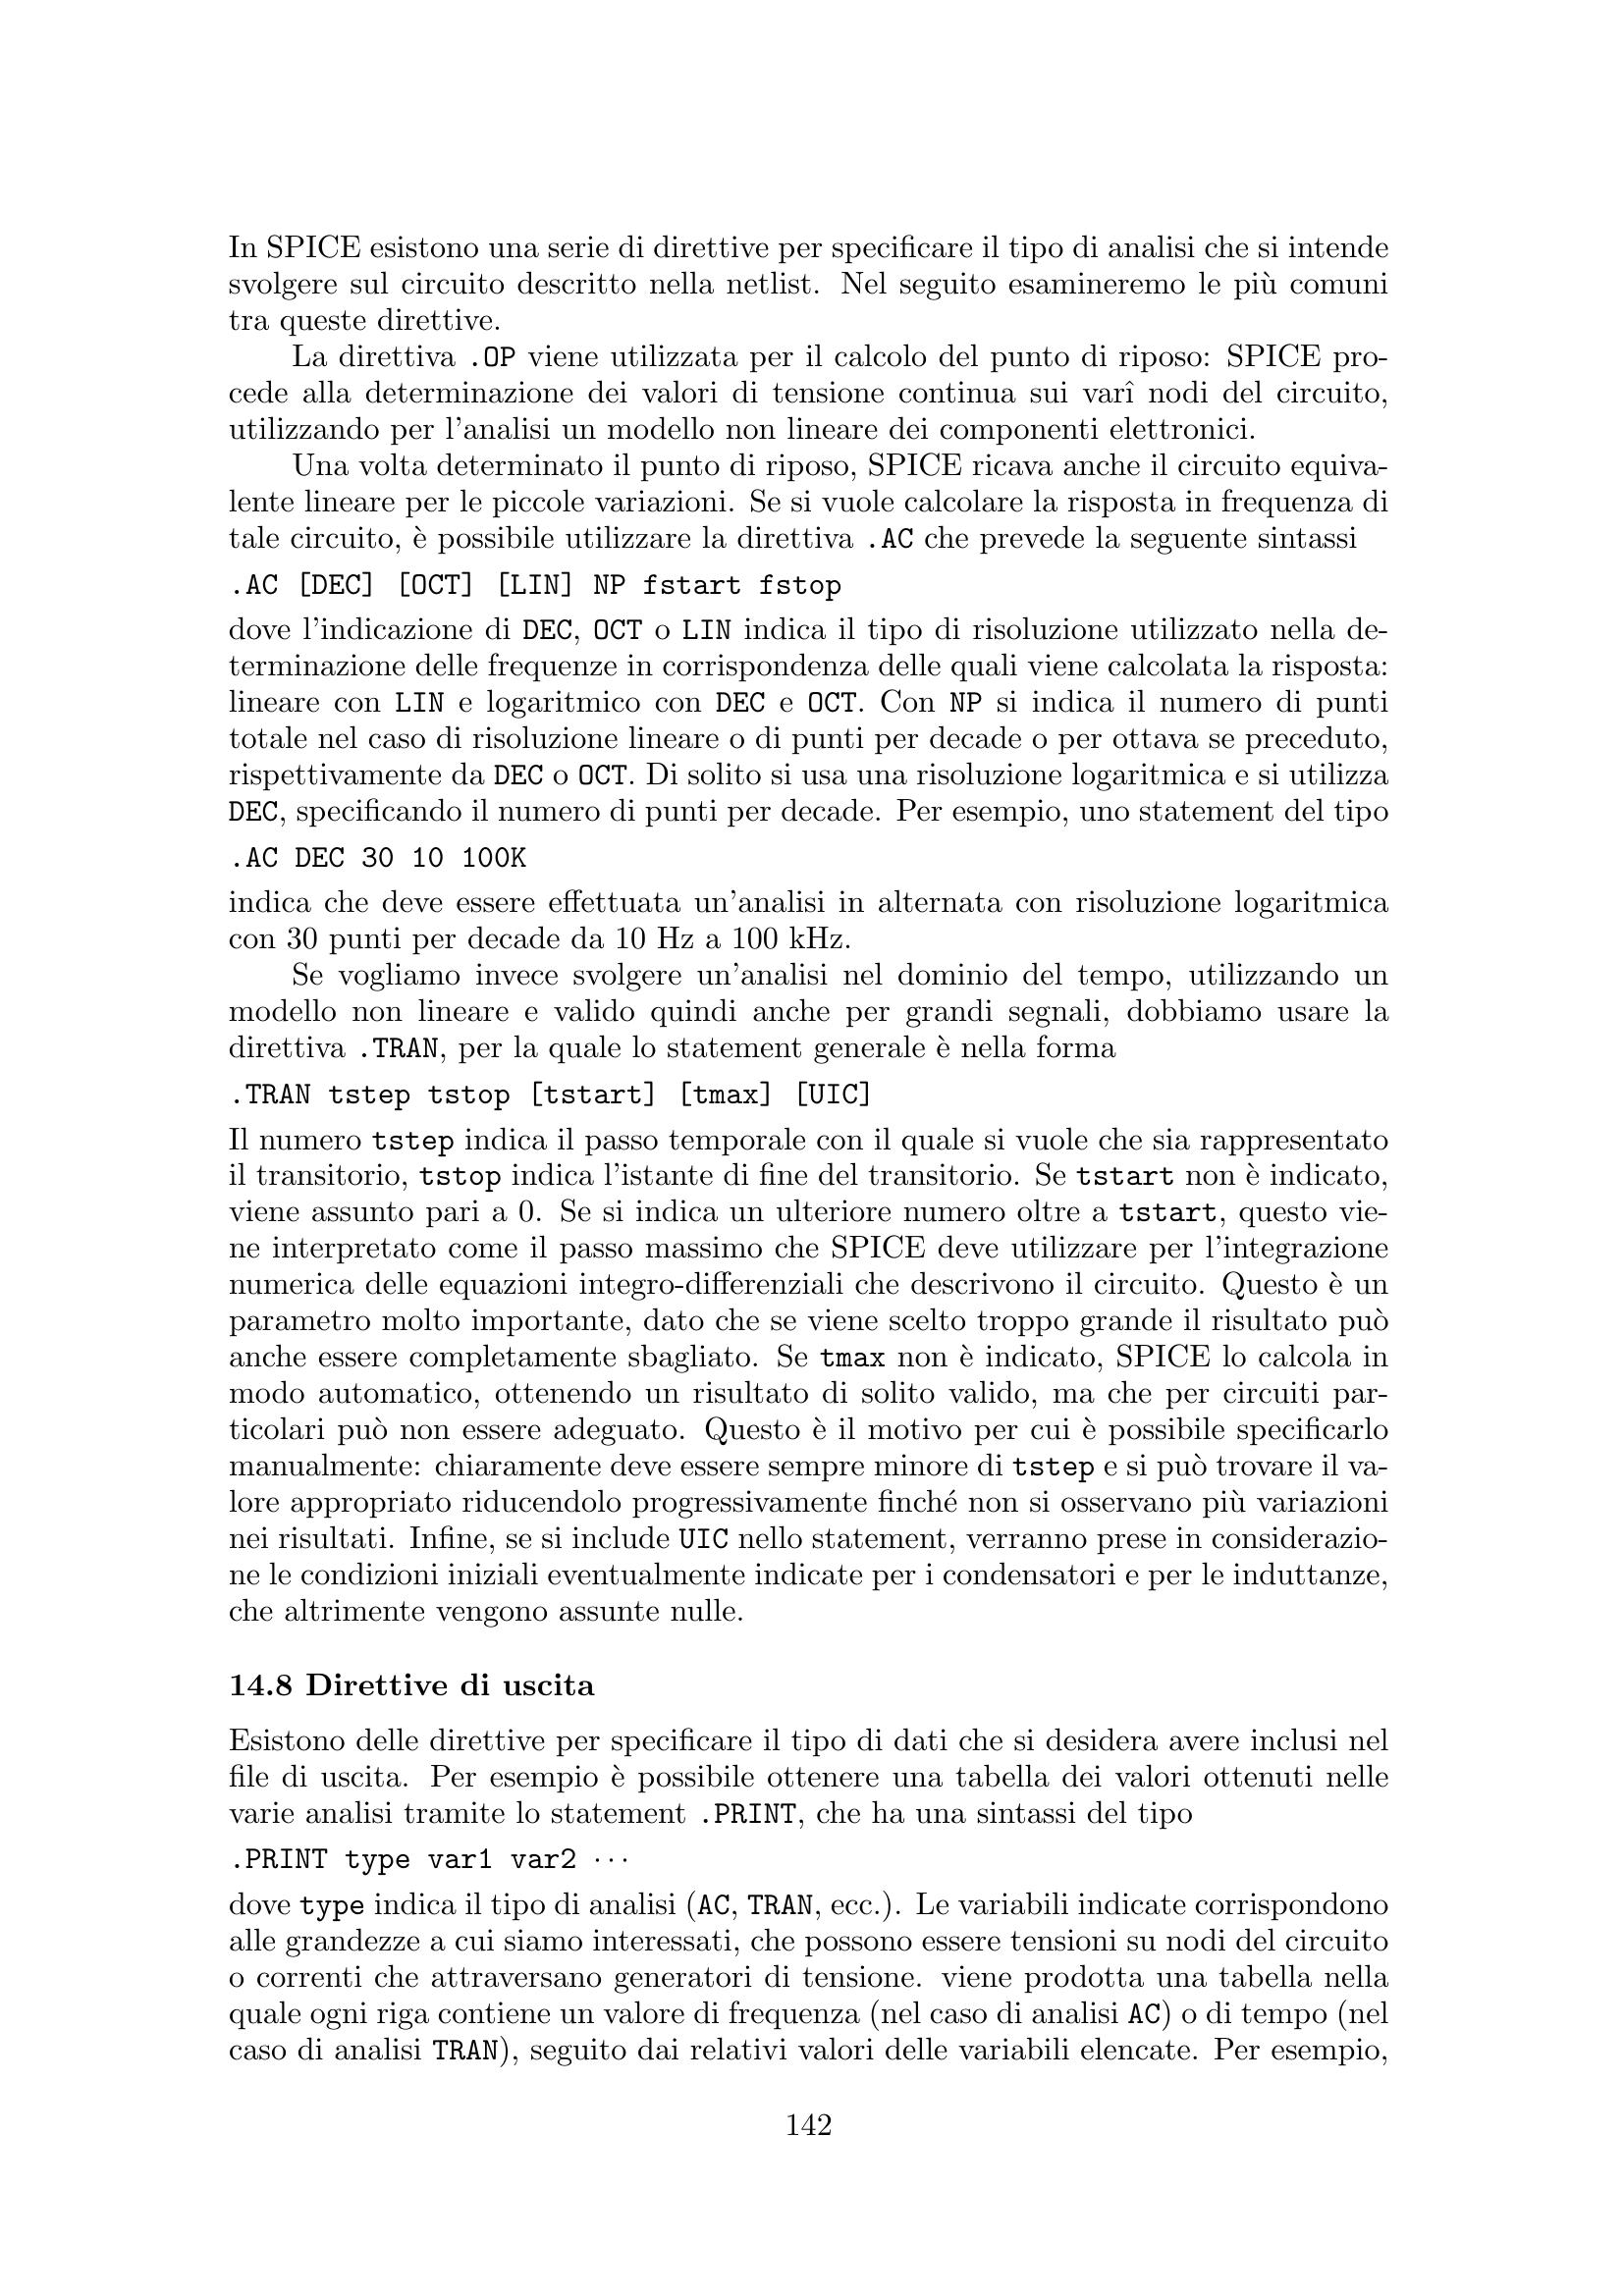 In SPICE esistono una serie di direttive per specificare il tipo di analisi che si intende
svolgere sul circuito descritto nella netlist. Nel seguito esamineremo le più comuni
tra queste direttive.
La direttiva .OP viene utilizzata per il calcolo del punto di riposo: SPICE pro-
cede alla determinazione dei valori di tensione continua sui varî nodi del circuito,
utilizzando per l'analisi un modello non lineare dei componenti elettronici.
Una volta determinato il punto di riposo, SPICE ricava anche il circuito equiva-
lente lineare per le piccole variazioni. Se si vuole calcolare la risposta in frequenza di
tale circuito, è possibile utilizzare la direttiva .AC che prevede la seguente sintassi
.AC [DEC] [OCT] [LIN] NP fstart fstop
dove l'indicazione di DEC, OCT o LIN indica il tipo di risoluzione utilizzato nella de-
terminazione delle frequenze in corrispondenza delle quali viene calcolata la risposta:
lineare con LIN e logaritmico con DEC e OCT. Con NP si indica il numero di punti
totale nel caso di risoluzione lineare o di punti per decade o per ottava se preceduto,
rispettivamente da DEC o OCT. Di solito si usa una risoluzione logaritmica e si utilizza
DEC, specificando il numero di punti per decade. Per esempio, uno statement del tipo
.AC DEC 30 10 100K
indica che deve essere effettuata un'analisi in alternata con risoluzione logaritmica
con 30 punti per decade da 10 Hz a 100 kHz.
Se vogliamo invece svolgere un'analisi nel dominio del tempo, utilizzando un
modello non lineare e valido quindi anche per grandi segnali, dobbiamo usare la
direttiva .TRAN, per la quale lo statement generale è nella forma
.TRAN tstep tstop [tstart] [tmax] [UIC]
Il numero tstep indica il passo temporale con il quale si vuole che sia rappresentato
il transitorio, tstop indica l'istante di fine del transitorio. Se tstart non è indicato,
viene assunto pari a 0. Se si indica un ulteriore numero oltre a tstart, questo vie-
ne interpretato come il passo massimo che SPICE deve utilizzare per l'integrazione
numerica delle equazioni integro-differenziali che descrivono il circuito. Questo è un
parametro molto importante, dato che se viene scelto troppo grande il risultato può
anche essere completamente sbagliato. Se tmax non è indicato, SPICE lo calcola in
modo automatico, ottenendo un risultato di solito valido, ma che per circuiti par-
ticolari può non essere adeguato. Questo è il motivo per cui è possibile specificarlo
manualmente: chiaramente deve essere sempre minore di tstep e si può trovare il va-
lore appropriato riducendolo progressivamente finché non si osservano più variazioni
nei risultati. Infine, se si include UIC nello statement, verranno prese in considerazio-
ne le condizioni iniziali eventualmente indicate per i condensatori e per le induttanze,
che altrimente vengono assunte nulle.
14.8 Direttive di uscita
Esistono delle direttive per specificare il tipo di dati che si desidera avere inclusi nel
file di uscita. Per esempio è possibile ottenere una tabella dei valori ottenuti nelle
varie analisi tramite lo statement .PRINT, che ha una sintassi del tipo
.PRINT type var1 var2 ···
dove type indica il tipo di analisi (AC, TRAN, ecc.). Le variabili indicate corrispondono
alle grandezze a cui siamo interessati, che possono essere tensioni su nodi del circuito
o correnti che attraversano generatori di tensione. viene prodotta una tabella nella
quale ogni riga contiene un valore di frequenza (nel caso di analisi AC) o di tempo (nel
caso di analisi TRAN), seguito dai relativi valori delle variabili elencate. Per esempio,
142